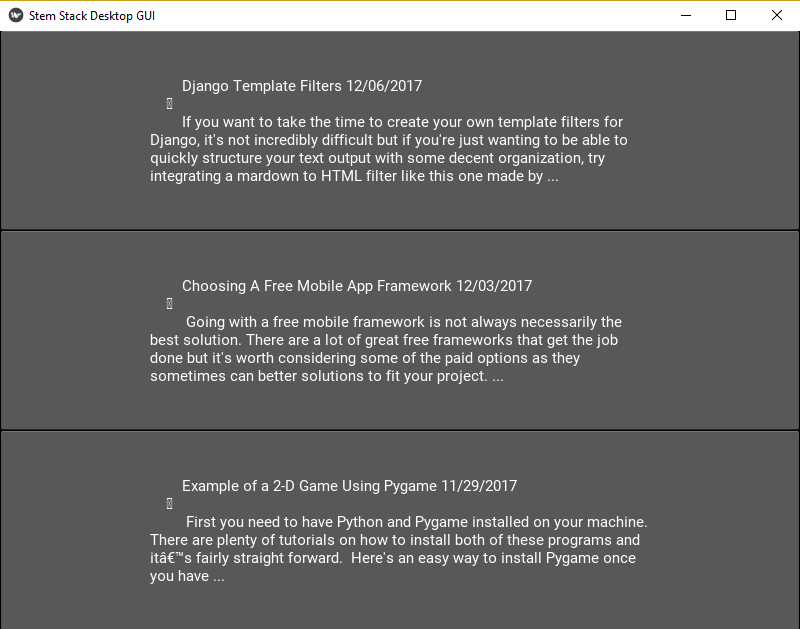 Stem Stack Desktop GUI
Django Template Filters 12/06/2017
If you want to take the time to create your own template filters for
Django, it's not incredibly difficult but if you're just wanting to be able to
quickly structure your text output with some decent organization, try
integrating a mardown to HTML filter like this one made by ...
Choosing A Free Mobile App Framework 12/03/2017
Going with a free mobile framework is not always necessarily the
best solution. There are a lot of great free frameworks that get the job
done but it's worth considering some of the paid options as they
sometimes can better solutions to fit your project. ...
Example of a 2-D Game Using Pygame 11/29/2017
First you need to have Python and Pygame installed on your machine.
There are plenty of tutorials on how to install both of these programs and
itâ€™s fairly straight forward.  Here's an easy way to install Pygame once
you have ...